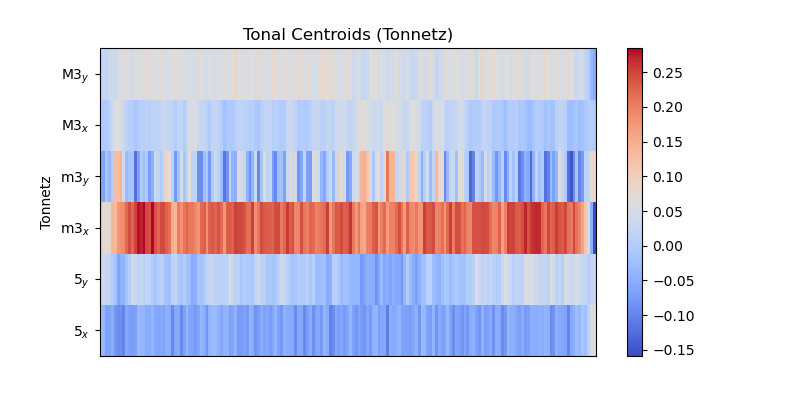 Tonal Centroids (Tonnetz)
Tonnetz
M3y
M3x
m3y
m3x
5y
5x
0.25
0.20
0.15
0.10
0.05
0.00
−0.05
−0.10
−0.15